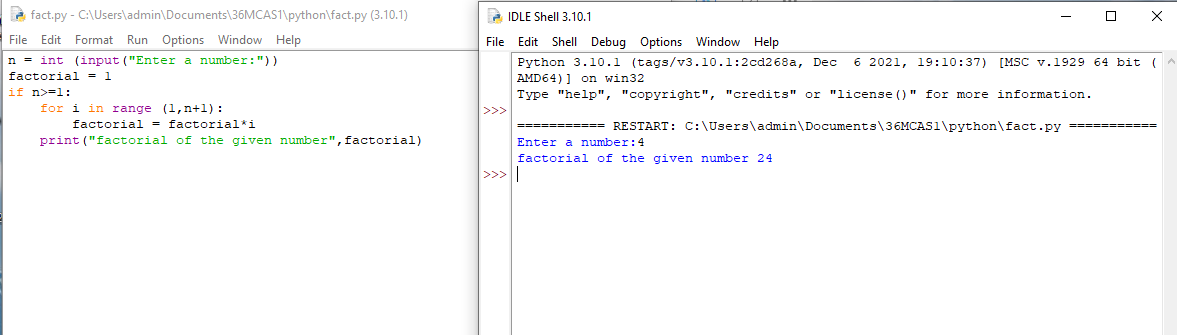 fact.py - C:\Users\admin\Documents\36MCAS1\python\fact.py (3.10.1)
File Edit Format Run Options Window Help
n = int (input("Enter a number:"))
factorial = 1
if n>=1:
    for i in range (1,n+1):
        factorial = factorial*i
    print("factorial of the given number",factorial)
IDLE Shell 3.10.1
File Edit Shell Debug Options Window Help
Python 3.10.1 (tags/v3.10.1:2cd268a, Dec  6 2021, 19:10:37) [MSC v.1929 64 bit (
AMD64)] on win32
Type "help", "copyright", "credits" or "license()" for more information.
>>>
=========== RESTART: C:\Users\admin\Documents\36MCAS1\python\fact.py ===========
Enter a number:4
factorial of the given number 24
>>>